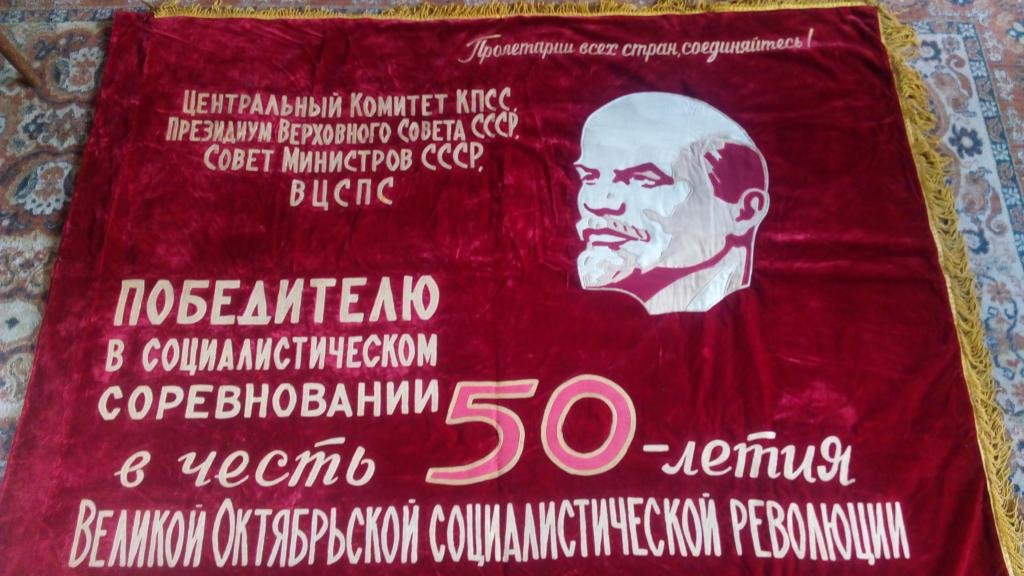 Пролетарии всех стран, соединяйтесь!
Центральный Комитет КПСС,
Президиум Верховного Совета СССР,
Совет Министров СССР,
ВЦСПС
ПОБЕДИТЕЛЮ
В СОЦИАЛИСТИЧЕСКОМ
СОРЕВНОВАНИИ
в честь 50-летия
Великой Октябрьской социалистической революции